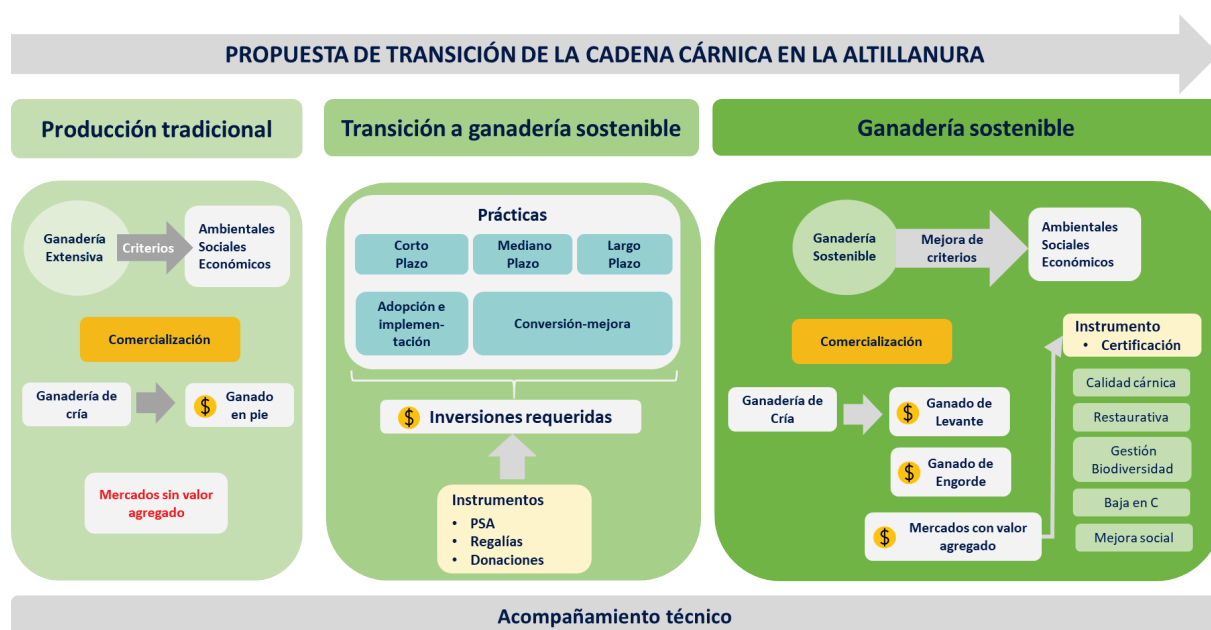 PROPUESTA DE TRANSICIÓN DE LA CADENA CÁRNICA EN LA ALTILLANURA
Producción tradicional
Ganadería
Extensiva
Criterios
Ambientales
Sociales
Económicos
Comercialización
Ganadería de
cría
$ Ganado
en pie
Mercados sin valor
agregado
Transición a ganadería sostenible
Prácticas
Corto
Plazo
Mediano
Plazo
Largo
Plazo
Adopción e
implemen-
tación
Conversión-mejora
$ Inversiones requeridas
Instrumentos
• PSA
• Regalías
• Donaciones
Ganadería sostenible
Ganadería
Sostenible
Mejora de
criterios
Ambientales
Sociales
Económicos
Comercialización
Ganadería de
Cría
$ Ganado de
Levante
$ Ganado de
Engorde
$ Mercados con valor
agregado
Instrumento
• Certificación
Calidad cárnica
Restaurativa
Gestión
Biodiversidad
Baja en C
Mejora social
Acompañamiento técnico